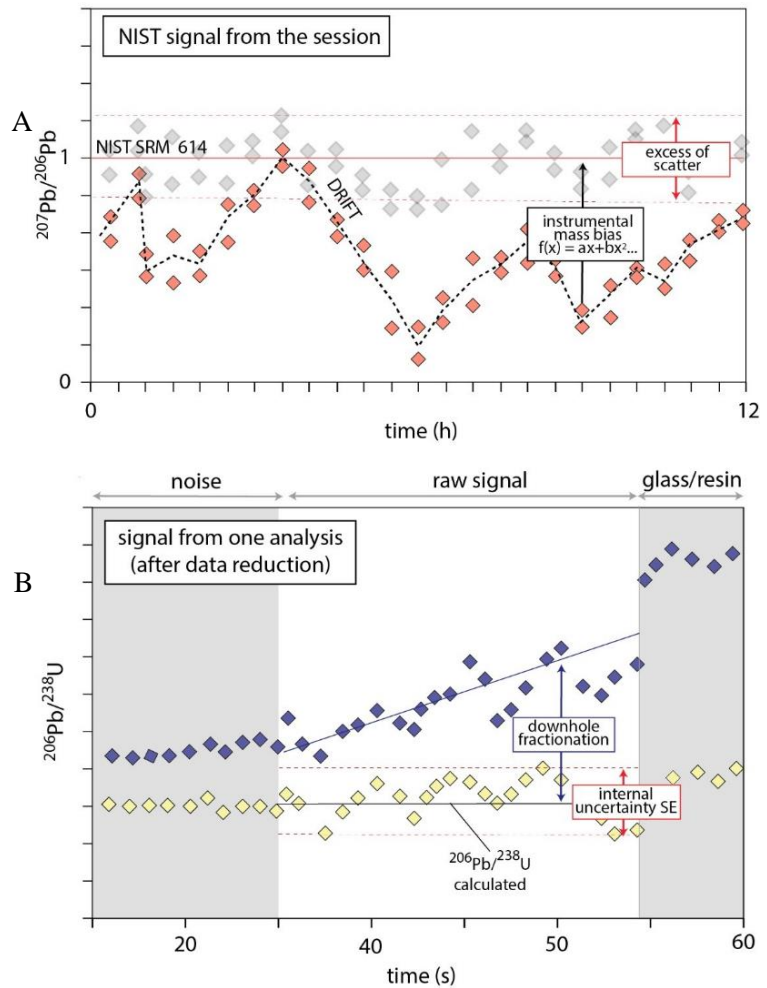 A
NIST signal from the session
²⁰⁷Pb/²⁰⁶Pb
1
0
NIST SRM 614
DRIFT
excess of
scatter
instrumental
mass bias
f(x) = ax+bx²...
0
12
time (h)
B
noise
raw signal
glass/resin
signal from one analysis
(after data reduction)
²⁰⁶Pb/²³⁸U
downhole
fractionation
internal
uncertainty SE
²⁰⁶Pb/²³⁸U
calculated
20
40
50
60
time (s)